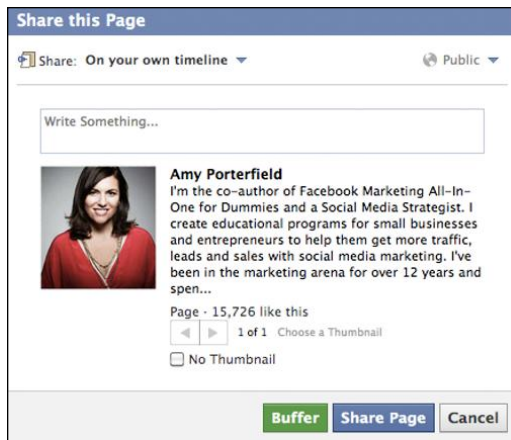 Share this Page
Share: On your own timeline
Public
Write Something...
Amy Porterfield
I'm the co-author of Facebook Marketing All-In-
One for Dummies and a Social Media Strategist. I
create educational programs for small businesses
and entrepreneurs to help them get more traffic,
leads and sales with social media marketing. I've
been in the marketing arena for over 12 years and
spen...
Page · 15,726 like this
1 of 1 Choose a Thumbnail
No Thumbnail
Buffer
Share Page
Cancel